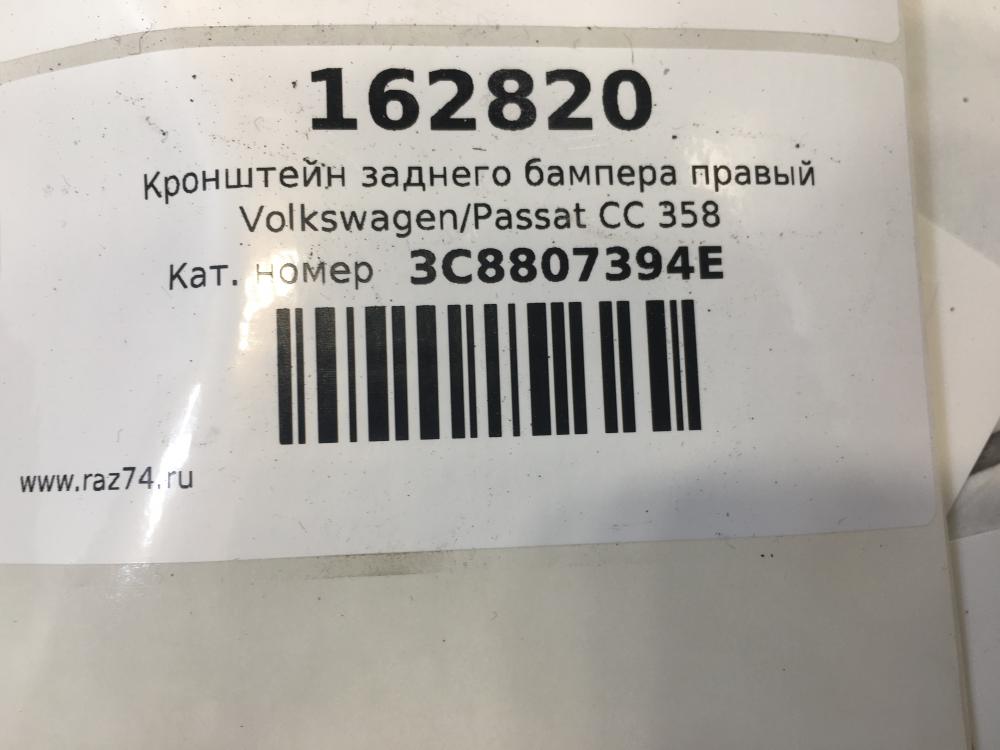 162820
Кронштейн заднего бампера правый
Volkswagen/Passat CC 358
Кат. номер 3C8807394E
www.raz74.ru